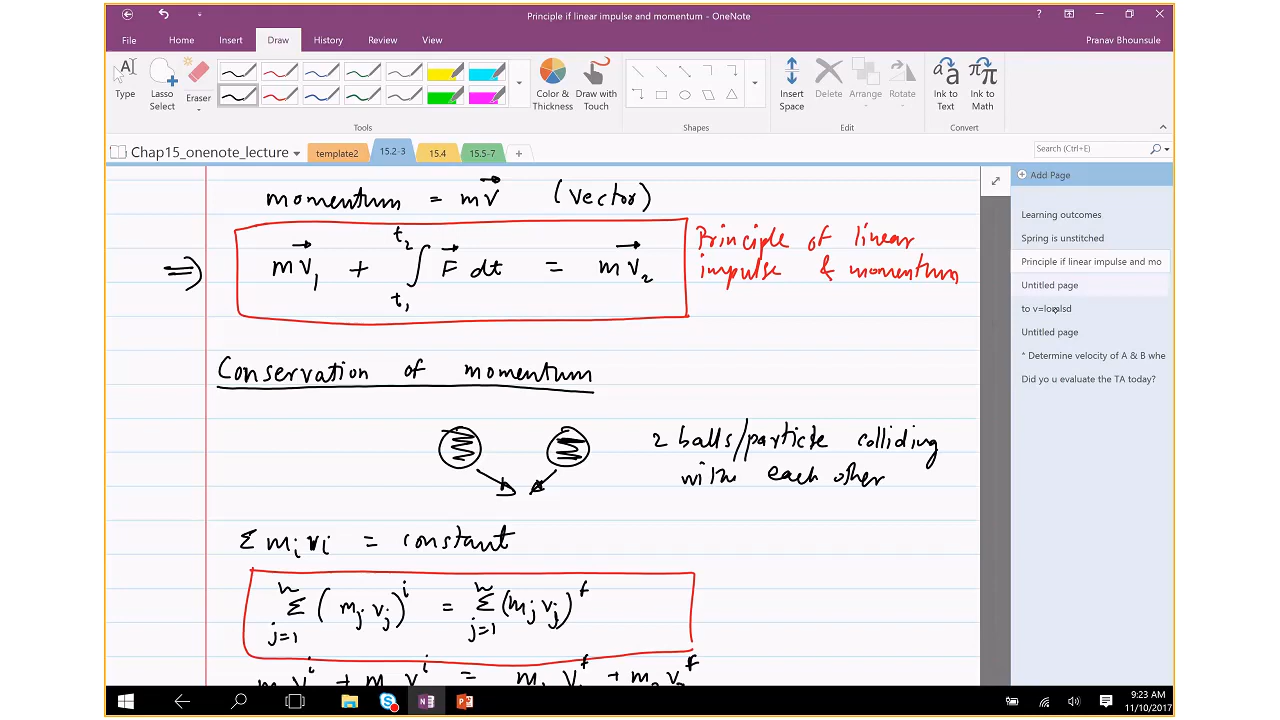 Principle if linear impulse and momentum - OneNote
File Home Insert Draw History Review View
Pranav Bhounsule
Type
Lasso Select
Eraser
Color & Thickness
Draw with Touch
Insert Space
Delete
Arrange
Rotate
Ink to Text
Ink to Math
Tools
Shapes
Edit
Convert
Chap15_onenote_lecture
template2
15.2-3
15.4
15.5-7
Search (Ctrl+E)
Add Page
Learning outcomes
Spring is unstitched
Principle if linear impulse and mo
Untitled page
Untitled page
* Determine velocity of A & B whe
Did yo u evaluate the TA today?
momentum = m v⃗ (vector)
⇒ m v⃗₁ + ∫ₜ₁ᵗ² F⃗ dt = m v⃗₂
Principle of linear
impulse & momentum
Conservation of momentum
2 balls/particle colliding
with each other
Σ mᵢ vᵢ = constant
Σⱼ₌₁ⁿ (mⱼ vⱼ)ⁱ = Σⱼ₌₁ⁿ (mⱼ vⱼ)ᶠ
9:23 AM
11/10/2017